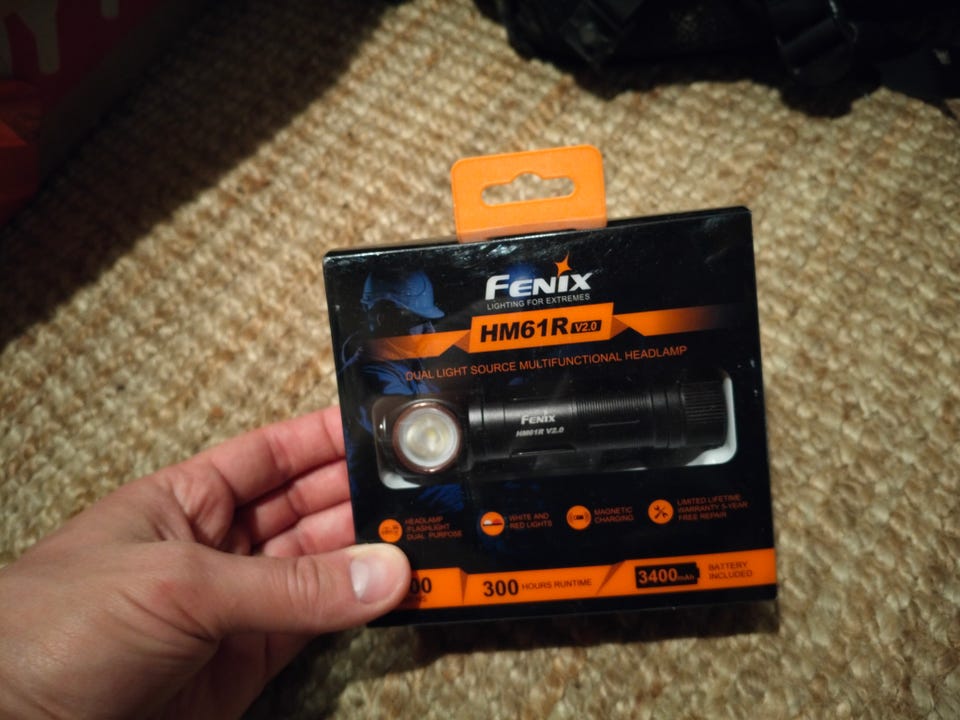 FENIX
LIGHTING FOR EXTREMES
HM61R V2.0
DUAL LIGHT SOURCE MULTIFUNCTIONAL HEADLAMP
FENIX
HM61R V2.0
HEADLAMP
FLASHLIGHT
DUAL PURPOSE
WHITE AND
RED LIGHTS
MAGNETIC
CHARGING
LIMITED LIFETIME
WARRANTY 5-YEAR
FREE REPAIR
00
300 HOURS RUNTIME
3400mAh
BATTERY
INCLUDED